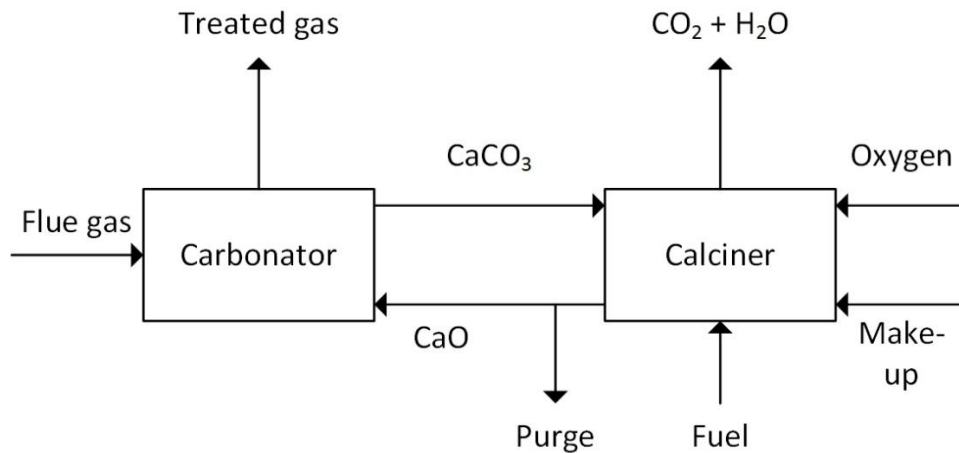 Treated gas
CO₂ + H₂O
CaCO₃
Oxygen
Flue gas
Carbonator
Calciner
CaO
Make-
up
Purge
Fuel